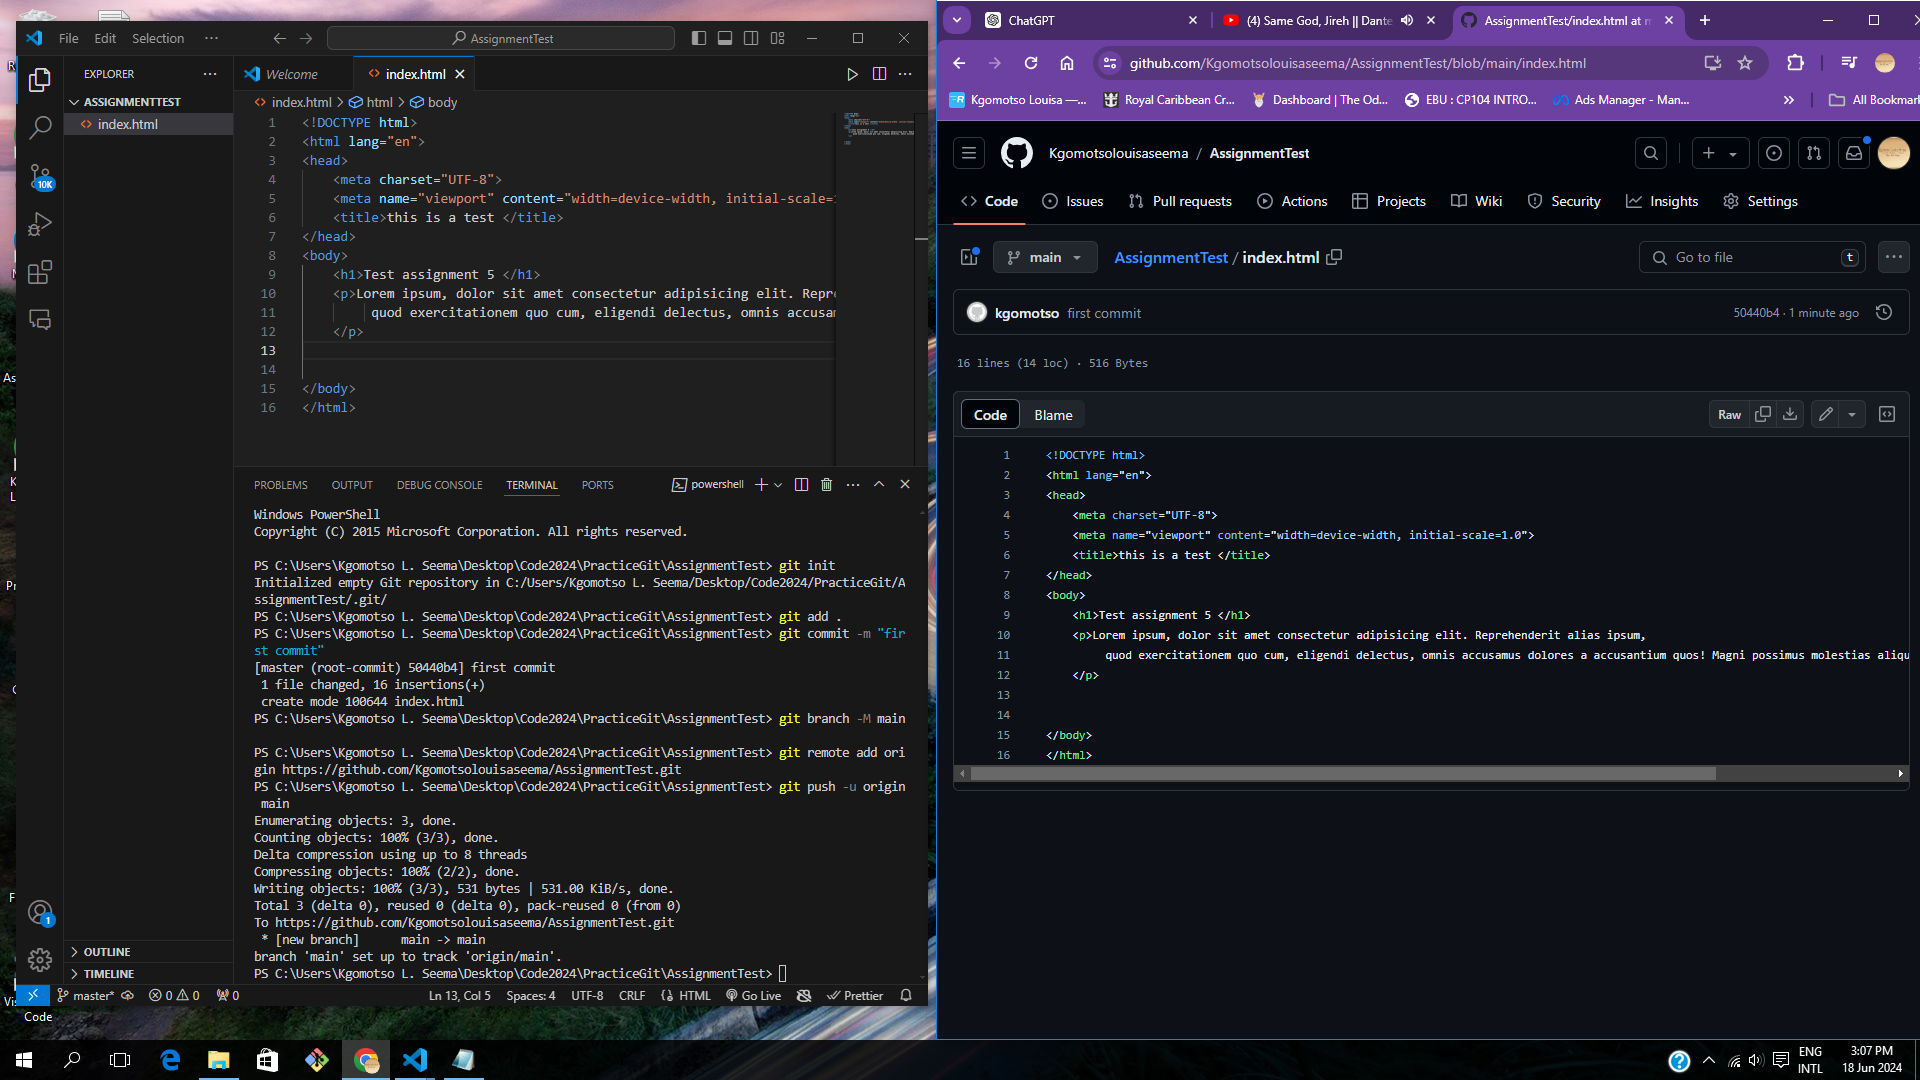 File Edit Selection ···
AssignmentTest
EXPLORER
ASSIGNMENTTEST
index.html
10K
1
OUTLINE
TIMELINE
Welcome
index.html
index.html > html > body
1 <!DOCTYPE html>
2 <html lang="en">
3 <head>
4 <meta charset="UTF-8">
5 <meta name="viewport" content="width=device-width, initial-scale=1
6 <title>this is a test </title>
7 </head>
8 <body>
9 <h1>Test assignment 5 </h1>
10 <p>Lorem ipsum, dolor sit amet consectetur adipisicing elit. Repre
11 quod exercitationem quo cum, eligendi delectus, omnis accusam
12 </p>
13
14
15 </body>
16 </html>
PROBLEMS OUTPUT DEBUG CONSOLE TERMINAL PORTS
powershell
Windows PowerShell
Copyright (C) 2015 Microsoft Corporation. All rights reserved.
PS C:\Users\Kgomotso L. Seema\Desktop\Code2024\PracticeGit\AssignmentTest> git init
Initialized empty Git repository in C:/Users/Kgomotso L. Seema/Desktop/Code2024/PracticeGit/A
ssignmentTest/.git/
PS C:\Users\Kgomotso L. Seema\Desktop\Code2024\PracticeGit\AssignmentTest> git add .
PS C:\Users\Kgomotso L. Seema\Desktop\Code2024\PracticeGit\AssignmentTest> git commit -m "fir
st commit"
[master (root-commit) 50440b4] first commit
1 file changed, 16 insertions(+)
create mode 100644 index.html
PS C:\Users\Kgomotso L. Seema\Desktop\Code2024\PracticeGit\AssignmentTest> git branch -M main
PS C:\Users\Kgomotso L. Seema\Desktop\Code2024\PracticeGit\AssignmentTest> git remote add ori
gin https://github.com/Kgomotsolouisaseema/AssignmentTest.git
PS C:\Users\Kgomotso L. Seema\Desktop\Code2024\PracticeGit\AssignmentTest> git push -u origin
main
Enumerating objects: 3, done.
Counting objects: 100% (3/3), done.
Delta compression using up to 8 threads
Compressing objects: 100% (2/2), done.
Writing objects: 100% (3/3), 531 bytes | 531.00 KiB/s, done.
Total 3 (delta 0), reused 0 (delta 0), pack-reused 0 (from 0)
To https://github.com/Kgomotsolouisaseema/AssignmentTest.git
* [new branch] main -> main
branch 'main' set up to track 'origin/main'.
PS C:\Users\Kgomotso L. Seema\Desktop\Code2024\PracticeGit\AssignmentTest>
master* 0 0 0 Ln 13, Col 5 Spaces: 4 UTF-8 CRLF HTML Go Live Prettier
Code
ChatGPT
(4) Same God, Jireh || Dante
AssignmentTest/index.html at m
github.com/Kgomotsolouisaseema/AssignmentTest/blob/main/index.html
Kgomotso Louisa —...
Royal Caribbean Cr...
Dashboard | The Od...
EBU : CP104 INTRO...
Ads Manager - Man...
All Bookmar
Kgomotsolouisaseema / AssignmentTest
Code Issues Pull requests Actions Projects Wiki Security Insights Settings
main
AssignmentTest / index.html
Go to file t
kgomotso first commit
50440b4 · 1 minute ago
16 lines (14 loc) · 516 Bytes
Code Blame Raw
1 <!DOCTYPE html>
2 <html lang="en">
3 <head>
4 <meta charset="UTF-8">
5 <meta name="viewport" content="width=device-width, initial-scale=1.0">
6 <title>this is a test </title>
7 </head>
8 <body>
9 <h1>Test assignment 5 </h1>
10 <p>Lorem ipsum, dolor sit amet consectetur adipisicing elit. Reprehenderit alias ipsum,
11 quod exercitationem quo cum, eligendi delectus, omnis accusamus dolores a accusantium quos! Magni possimus molestias aliqu
12 </p>
13
14
15 </body>
16 </html>
ENG
INTL
3:07 PM
18 Jun 2024